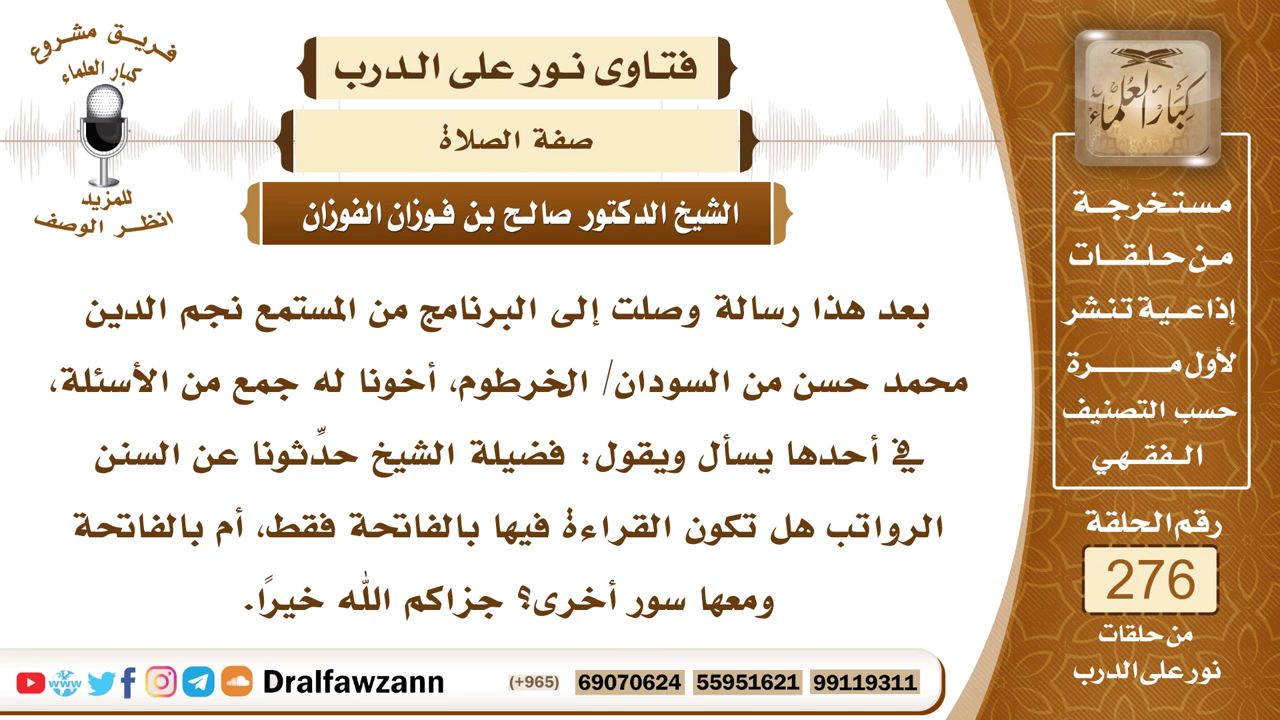 فريق مشروع
كبار العلماء
للمزيد
انظر الوصف
فتاوى نور على الدرب
صفة الصلاة
الشيخ الدكتور صالح بن فوزان الفوزان
بعد هذا رسالة وصلت إلى البرنامج من المستمع نجم الدين
محمد حسن من السودان/ الخرطوم، أخونا له جمع من الأسئلة،
في أحدها يسأل ويقول: فضيلة الشيخ حدِّثونا عن السنن
الرواتب هل تكون القراءة فيها بالفاتحة فقط، أم بالفاتحة
ومعها سور أخرى؟ جزاكم الله خيرًا.
كبار العلماء
مستخرجة
من حلقات
إذاعية تنشر
لأول مرة
حسب التصنيف
الفقهي
رقم الحلقة
276
من حلقات
نور على الدرب
www
Dralfawzann
(+965) 69070624 55951621 99119311